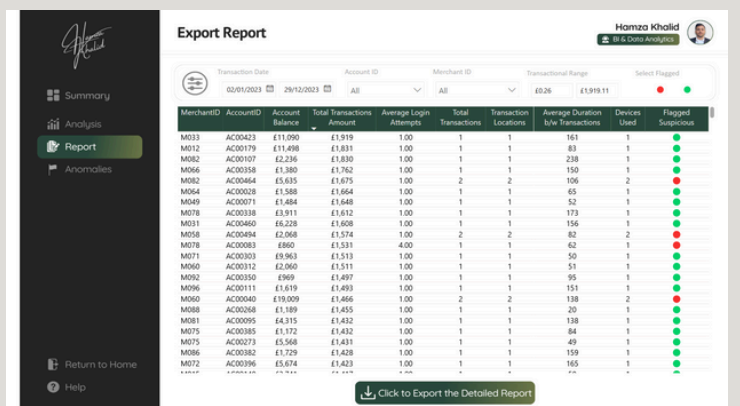 Hamza Khalid
Export Report
Hamza Khalid
BI & Data Analytics
Summary
Analysis
Report
Anomalies
Return to Home
Help
Transaction Date
Account ID
Merchant ID
Transactional Range
Select Flagged
02/01/2023 29/12/2023 All All £0.26 £1,919.11
MerchantID AccountID Account Balance Total Transactions Amount Average Login Attempts Total Transactions Transaction Locations Average Duration b/w Transactions Devices Used Flagged Suspicious
M033 AC00423 £11,090 £1,919 1.00 1 1 161 1
M012 AC00179 £11,498 £1,831 1.00 1 1 83 1
M082 AC00107 £2,236 £1,830 1.00 1 1 238 1
M066 AC00358 £1,380 £1,762 1.00 1 1 150 1
M082 AC00464 £5,635 £1,675 1.00 2 2 106 2
M064 AC00028 £1,588 £1,664 1.00 1 1 65 1
M049 AC00071 £1,484 £1,648 1.00 1 1 52 1
M078 AC00338 £3,911 £1,612 1.00 1 1 173 1
M031 AC00460 £6,228 £1,608 1.00 1 1 156 1
M058 AC00494 £2,068 £1,574 1.00 2 2 82 2
M078 AC00083 £860 £1,531 4.00 1 1 62 1
M071 AC00303 £9,963 £1,513 1.00 1 1 50 1
M060 AC00312 £2,060 £1,511 1.00 1 1 51 1
M092 AC00350 £969 £1,497 1.00 1 1 95 1
M096 AC00111 £1,619 £1,493 1.00 1 1 151 1
M060 AC00040 £19,009 £1,466 1.00 2 2 138 2
M088 AC00268 £1,189 £1,455 1.00 1 1 20 1
M081 AC00095 £4,315 £1,432 1.00 1 1 138 1
M075 AC00385 £1,172 £1,432 1.00 1 1 84 1
M075 AC00273 £5,568 £1,431 1.00 1 1 49 1
M086 AC00382 £1,729 £1,428 1.00 1 1 159 1
M072 AC00396 £5,674 £1,423 1.00 1 1 165 1
Click to Export the Detailed Report